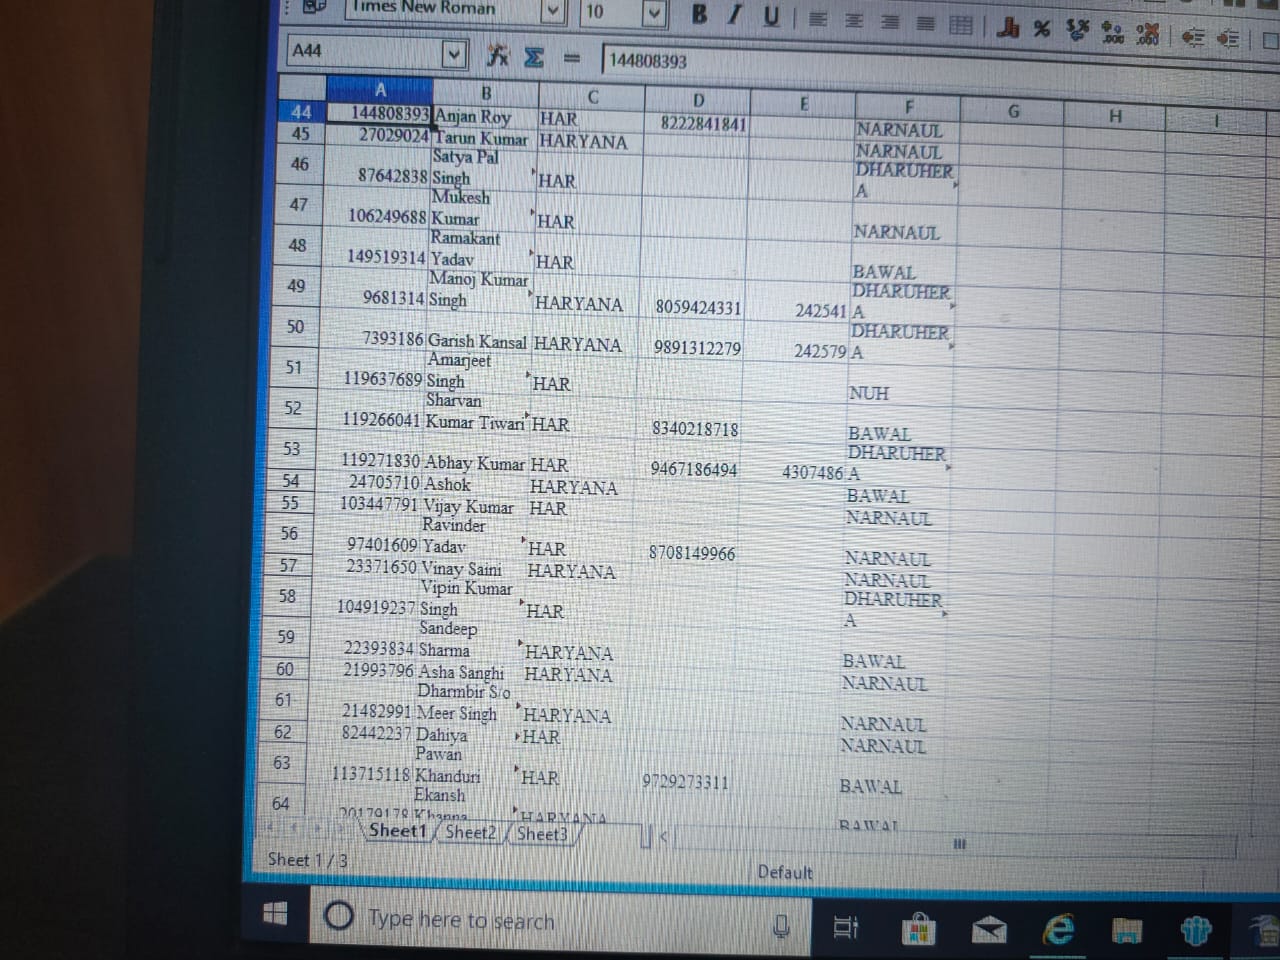 Times New Roman 10 B I U
A44 = 144808393
A B C D E F G H I
44 144808393 Anjan Roy HAR 8222841841 NARNAUL
45 27029024 Tarun Kumar HARYANA NARNAUL
46 87642838 Satya Pal Singh HAR DHARUHERA
47 106249688 Mukesh Kumar HAR NARNAUL
48 149519314 Ramakant Yadav HAR BAWAL
49 9681314 Manoj Kumar Singh HARYANA 8059424331 242541 DHARUHERA
50 7393186 Garish Kansal HARYANA 9891312279 242579 DHARUHERA
51 119637689 Amarjeet Singh HAR NUH
52 119266041 Sharvan Kumar Tiwari HAR 8340218718 BAWAL
53 119271830 Abhay Kumar HAR 9467186494 4307486 DHARUHERA
54 24705710 Ashok HARYANA BAWAL
55 103447791 Vijay Kumar HAR NARNAUL
56 97401609 Ravinder Yadav HAR 8708149966 NARNAUL
57 23371650 Vinay Saini HARYANA NARNAUL
58 104919237 Vipin Kumar Singh HAR DHARUHERA
59 22393834 Sandeep Sharma HARYANA BAWAL
60 21993796 Asha Sanghi HARYANA NARNAUL
61 21482991 Dharmbir S/o Meer Singh HARYANA NARNAUL
62 82442237 Dahiya HAR NARNAUL
63 113715118 Pawan Khanduri HAR 9729273311 BAWAL
64 20179179 Ekansh Khanna HARYANA BAWAL
Sheet1 Sheet2 Sheet3
Sheet 1 / 3 Default
Type here to search